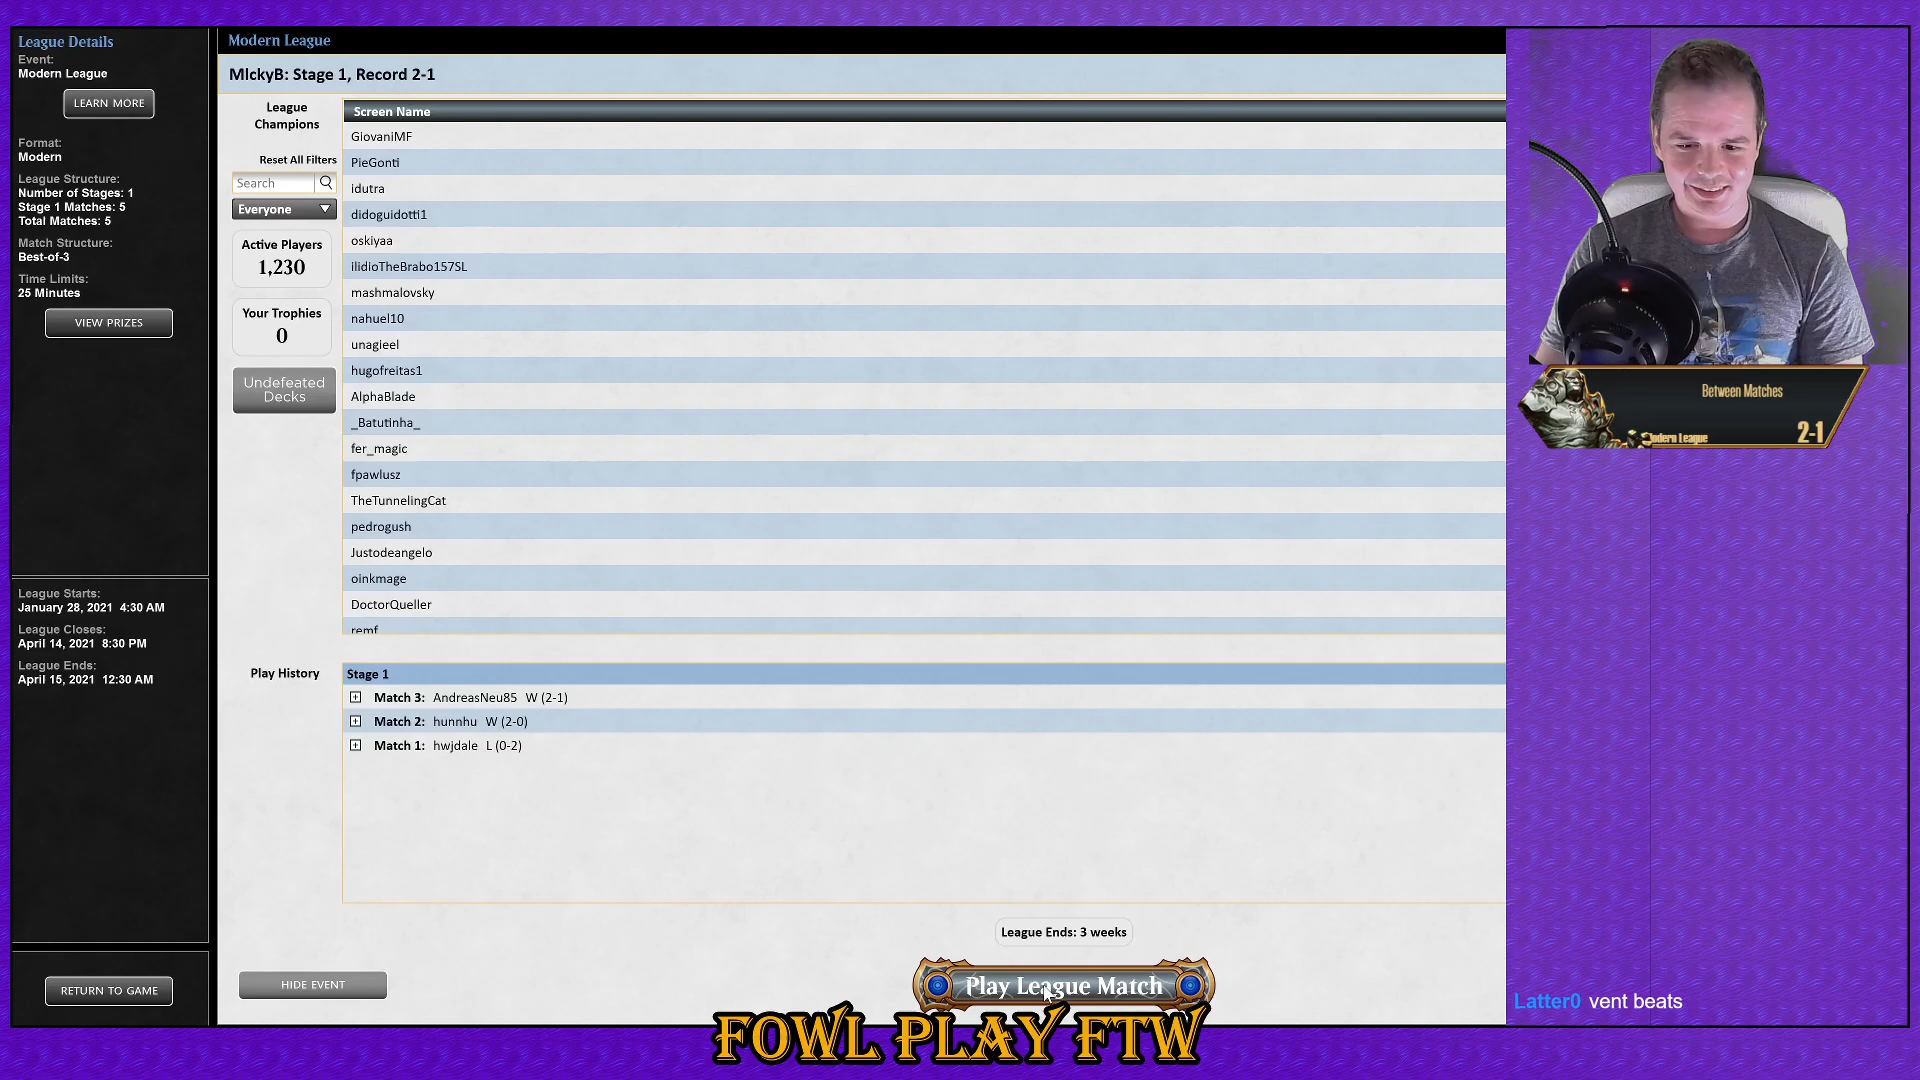 League Details
Event:
Modern League
LEARN MORE
Format:
Modern
League Structure:
Number of Stages: 1
Stage 1 Matches: 5
Total Matches: 5
Match Structure:
Best-of-3
Time Limits:
25 Minutes
VIEW PRIZES
League Starts:
January 28, 2021 4:30 AM
League Closes:
April 14, 2021 8:30 PM
League Ends:
April 15, 2021 12:30 AM
RETURN TO GAME
Modern League
MIckyB: Stage 1, Record 2-1
League
Champions
Reset All Filters
Search
Everyone
Active Players
1,230
Your Trophies
0
Undefeated
Decks
Screen Name
GiovaniMF
PieGonti
idutra
didoguidotti1
oskiyaa
ilidioTheBrabo157SL
mashmalovsky
nahuel10
unagieel
hugofreitas1
AlphaBlade
_Batutinha_
fer_magic
fpawlusz
TheTunnelingCat
pedrogush
Justodeangelo
oinkmage
DoctorQueller
remf
Play History
Stage 1
Match 3: AndreasNeu85 W (2-1)
Match 2: hunnhu W (2-0)
Match 1: hwjdale L (0-2)
League Ends: 3 weeks
HIDE EVENT
Play League Match
Between Matches
Modern League
2-1
Latter0 vent beats
FOWL PLAY FTW